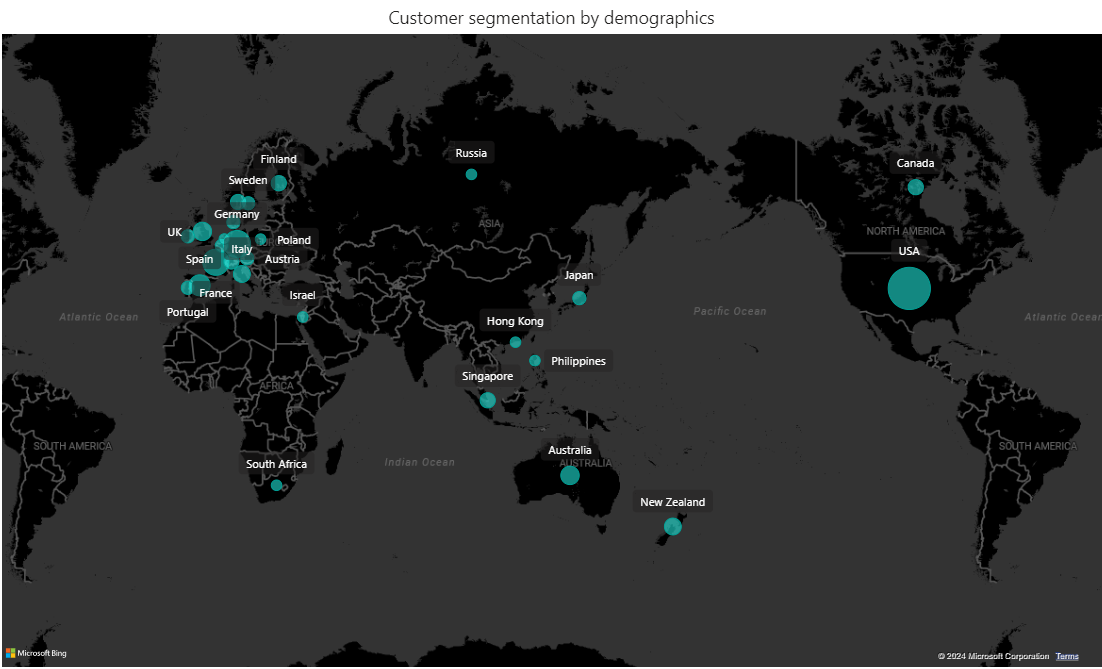 Customer segmentation by demographics
Russia
Finland
Canada
Sweden
Germany
ASIA
UK
NORTH AMERICA
Poland
Italy
USA
Spain
Austria
Japan
France
Israel
Portugal
Atlantic Ocean
Pacific Ocean
Atlantic Ocean
Hong Kong
Philippines
Singapore
AFRICA
SOUTH AMERICA
SOUTH AMERICA
Australia
South Africa
Indian Ocean
AUSTRALIA
New Zealand
Microsoft Bing
© 2024 Microsoft Corporation Terms